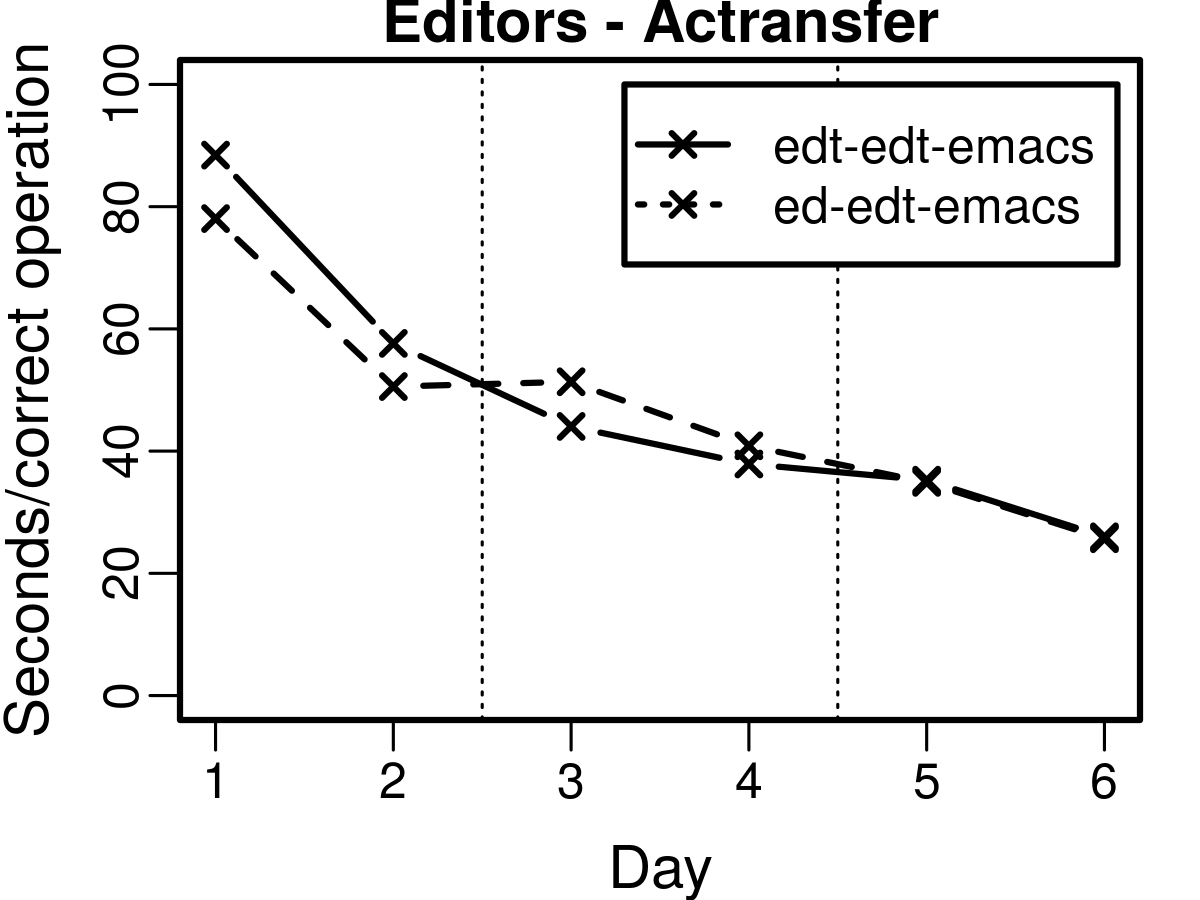 Editors - Actransfer
Seconds/correct operation
100
80
60
40
20
0
edt-edt-emacs
ed-edt-emacs
1 2 3 4 5 6
Day